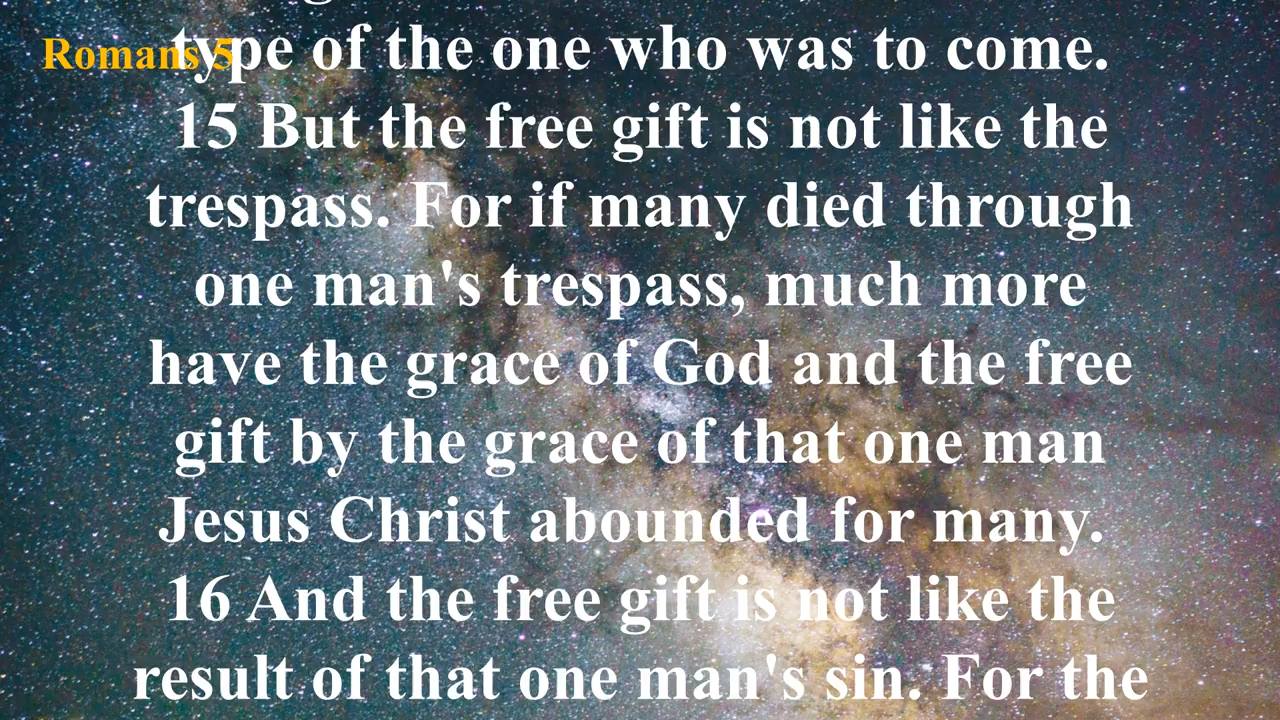 Romans 5
type of the one who was to come.
15 But the free gift is not like the
trespass. For if many died through
one man's trespass, much more
have the grace of God and the free
gift by the grace of that one man
Jesus Christ abounded for many.
16 And the free gift is not like the
result of that one man's sin. For the